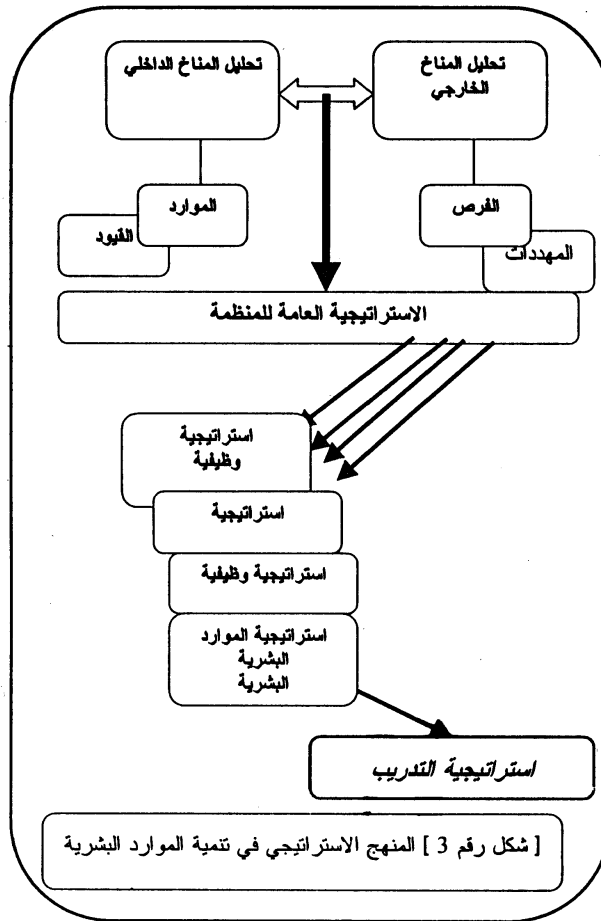 تحليل المناخ
الخارجي
تحليل المناخ الداخلي
الفرص
المهددات
الموارد
القيود
الاستراتيجية العامة للمنظمة
استراتيجية
وظيفية
استراتيجية
استراتيجية وظيفية
استراتيجية الموارد
البشرية
البشرية
استراتيجية التدريب
[ شكل رقم 3 ] المنهج الاستراتيجي في تنمية الموارد البشرية